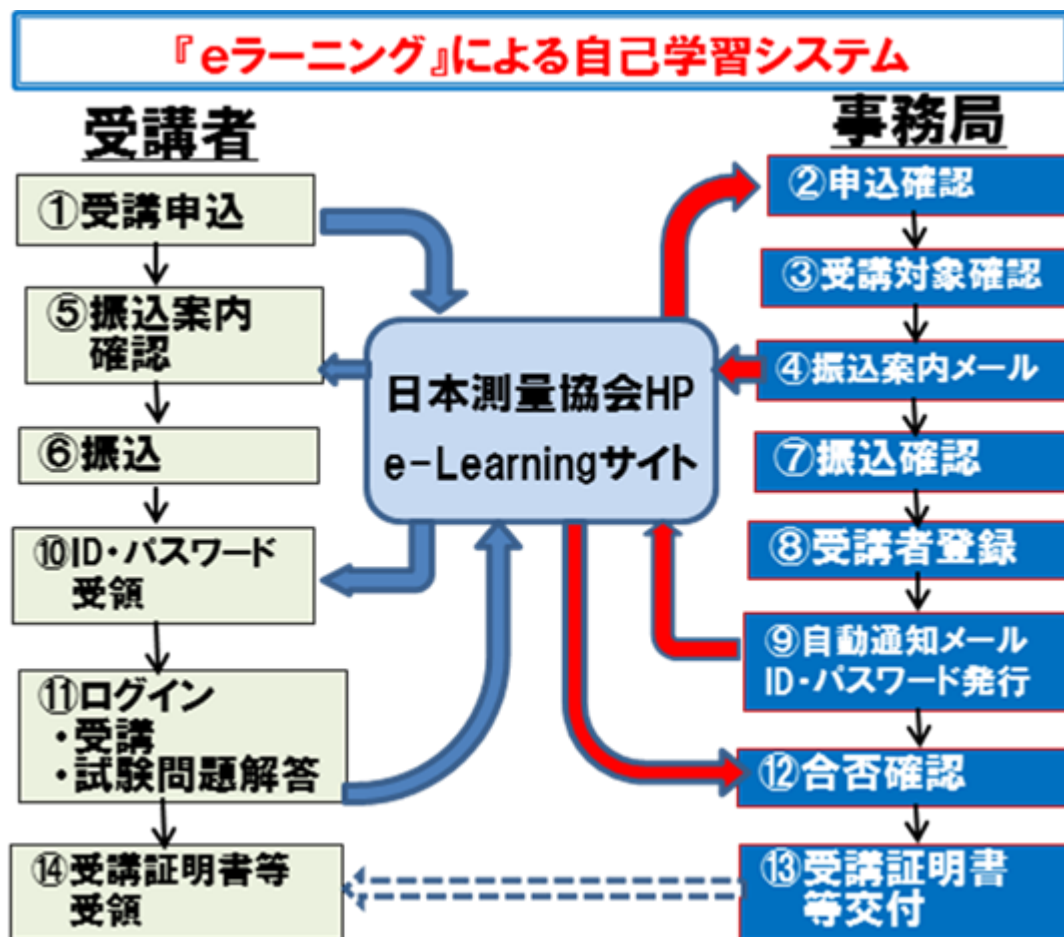 『eラーニング』による自己学習システム
受講者
①受講申込
⑤振込案内
確認
⑥振込
⑩ID・パスワード
受領
⑪ログイン
・受講
・試験問題解答
⑭受講証明書等
受領
日本測量協会HP
e-Learningサイト
事務局
②申込確認
③受講対象確認
④振込案内メール
⑦振込確認
⑧受講者登録
⑨自動通知メール
ID・パスワード発行
⑫合否確認
⑬受講証明書
等交付